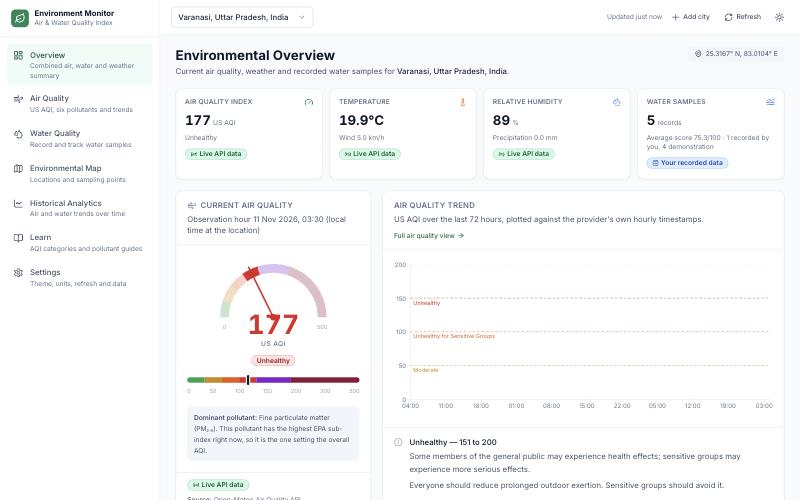 Environment Monitor
Air & Water Quality Index
Overview
Combined air, water and weather
summary
Air Quality
US AQI, six pollutants and trends
Water Quality
Record and track water samples
Environmental Map
Locations and sampling points
Historical Analytics
Air and water trends over time
Learn
AQI categories and pollutant guides
Settings
Theme, units, refresh and data
Varanasi, Uttar Pradesh, India
Updated just now
Add city
Refresh
Environmental Overview
Current air quality, weather and recorded water samples for Varanasi, Uttar Pradesh, India.
25.3167° N, 83.0104° E
AIR QUALITY INDEX
177 US AQI
Unhealthy
Live API data
TEMPERATURE
19.9°C
Wind 5.0 km/h
Live API data
RELATIVE HUMIDITY
89 %
Precipitation 0.0 mm
Live API data
WATER SAMPLES
5 records
Average score 75.3/100 · 1 recorded by
you, 4 demonstration
Your recorded data
CURRENT AIR QUALITY
Observation hour 11 Nov 2026, 03:30 (local
time at the location)
0
500
177
US AQI
Unhealthy
0 50 100 150 200 300 500
Dominant pollutant: Fine particulate matter
(PM₂.₅). This pollutant has the highest EPA sub-
index right now, so it is the one setting the overall
AQI.
Live API data
Source: Open-Meteo Air Quality API
AIR QUALITY TREND
US AQI over the last 72 hours, plotted against the provider's own hourly timestamps.
Full air quality view →
200
150
Unhealthy
100
Unhealthy for Sensitive Groups
50
Moderate
0
04:00 11:00 18:00 01:00 08:00 15:00 22:00 05:00 12:00 19:00 03:00
Unhealthy — 151 to 200
Some members of the general public may experience health effects; sensitive groups may
experience more serious effects.
Everyone should reduce prolonged outdoor exertion. Sensitive groups should avoid it.